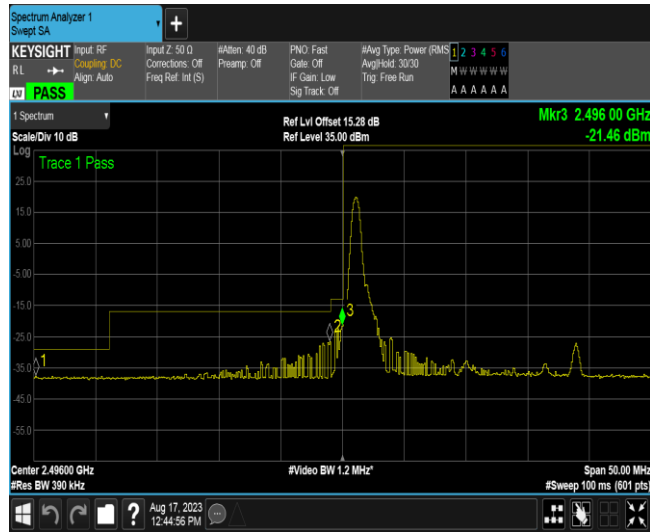 Spectrum Analyzer 1
Swept SA
KEYSIGHT
RL
LXI PASS
Input: RF
Coupling: DC
Align: Auto
Input Z: 50 Ω
Corrections: Off
Freq Ref: Int (S)
#Atten: 40 dB
Preamp: Off
PNO: Fast
Gate: Off
IF Gain: Low
Sig Track: Off
#Avg Type: Power (RMS
Avg|Hold: 30/30
Trig: Free Run
1 2 3 4 5 6
M W W W W W
A A A A A A
1 Spectrum
Scale/Div 10 dB
Ref Lvl Offset 15.28 dB
Ref Level 35.00 dBm
Mkr3 2.496 00 GHz
-21.46 dBm
Log
Trace 1 Pass
25.0
15.0
5.00
-5.00
-15.0
-25.0
-35.0
-45.0
-55.0
1
2
3
Center 2.49600 GHz
#Res BW 390 kHz
#Video BW 1.2 MHz*
Span 50.00 MHz
#Sweep 100 ms (601 pts)
?
Aug 17, 2023
12:44:56 PM